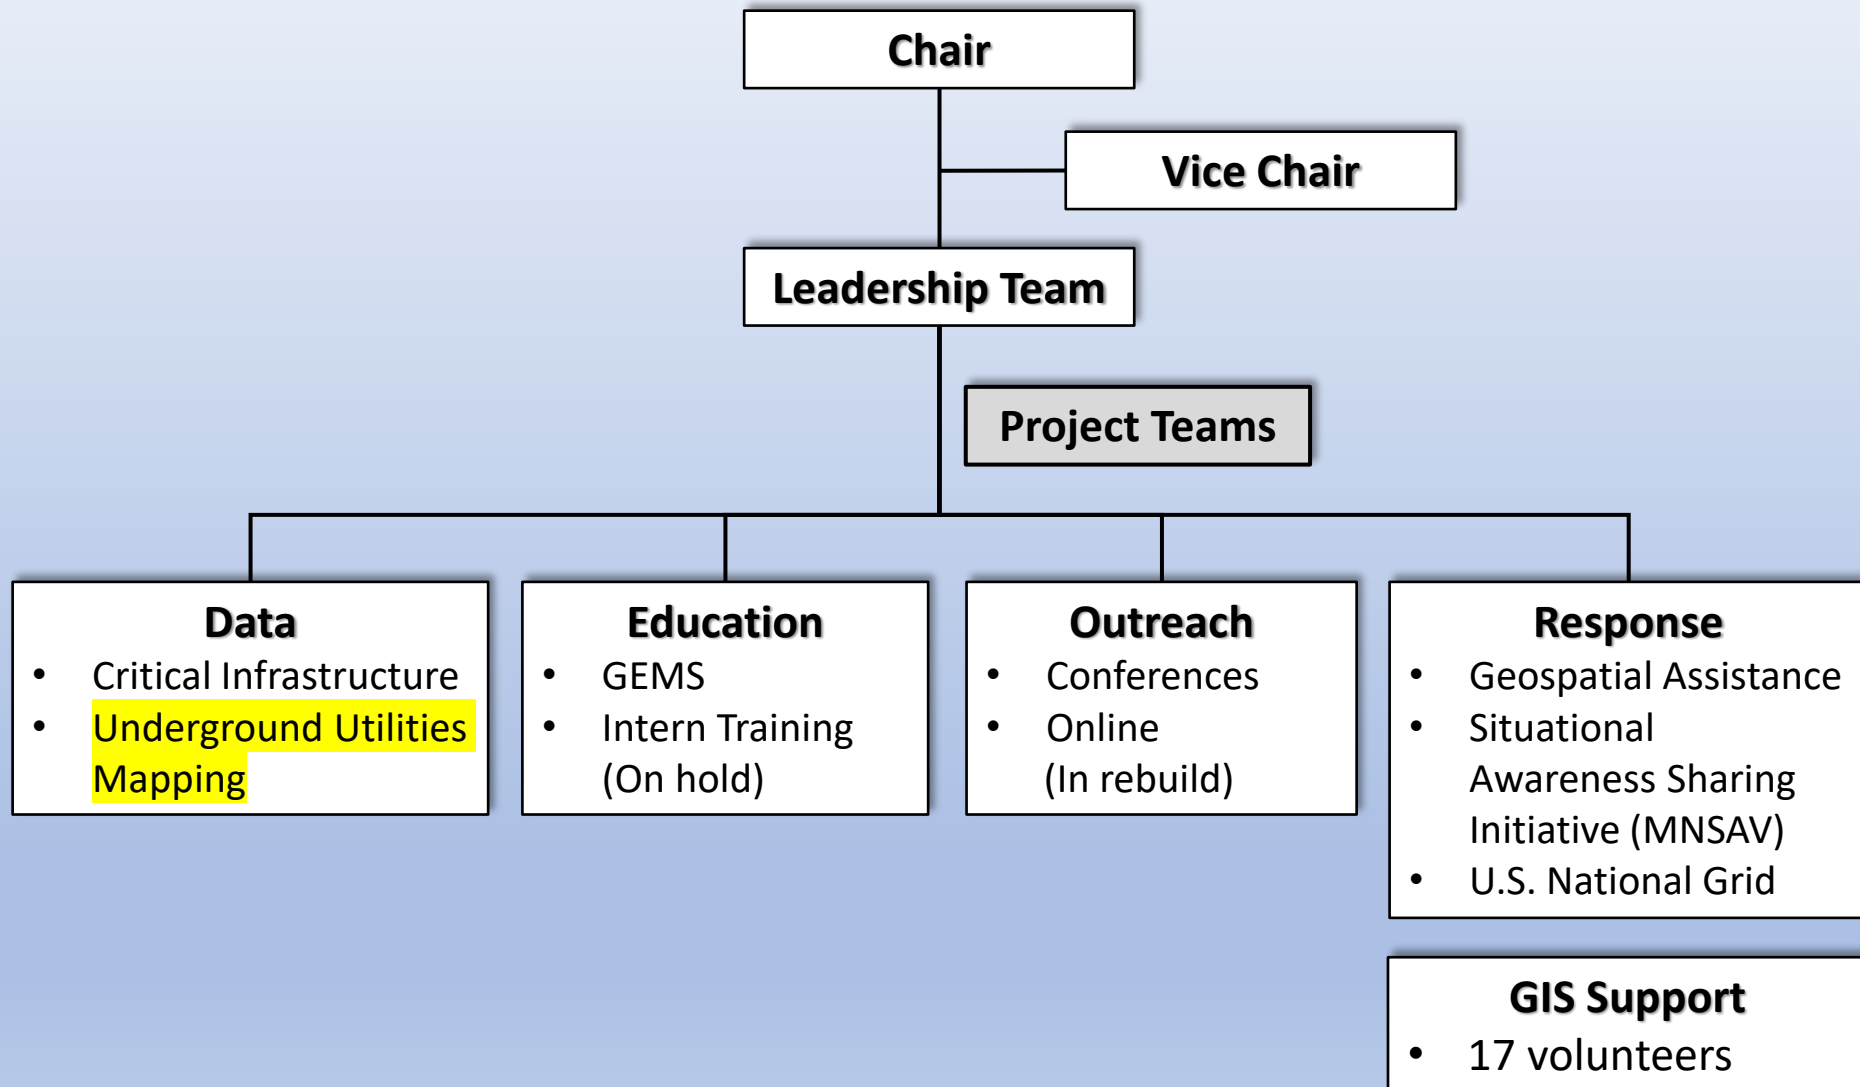 Chair
Vice Chair
Leadership Team
Project Teams
Data
• Critical Infrastructure
• Underground Utilities
Mapping
Education
• GEMS
• Intern Training
(On hold)
Outreach
• Conferences
• Online
(In rebuild)
Response
• Geospatial Assistance
• Situational
Awareness Sharing
Initiative (MNSAV)
• U.S. National Grid
GIS Support
• 17 volunteers